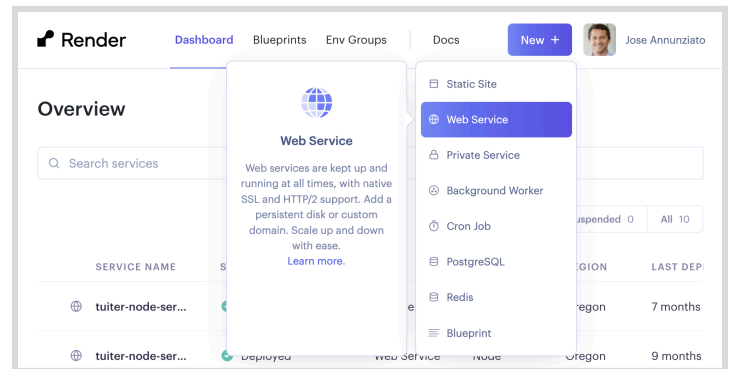 Render
Dashboard
Blueprints
Env Groups
Docs
New +
Jose Annunziato
Overview
Search services
Static Site
Web Service
Private Service
Background Worker
Cron Job
PostgreSQL
Redis
Blueprint
Web Service
Web services are kept up and
running at all times, with native
SSL and HTTP/2 support. Add a
persistent disk or custom
domain. Scale up and down
with ease.
Learn more.
uspended 0
All 10
SERVICE NAME
S
EGION
LAST DEP
tuiter-node-ser...
e
regon
7 months
tuiter-node-ser...
Deployed
Web Service
Node
Oregon
9 months